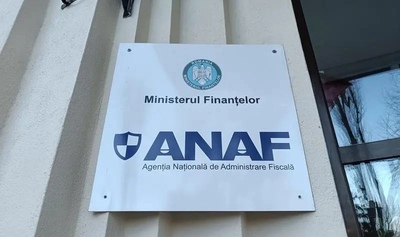 Ministerul Finanțelor
ANAF
Agenția Națională de Administrare Fiscală